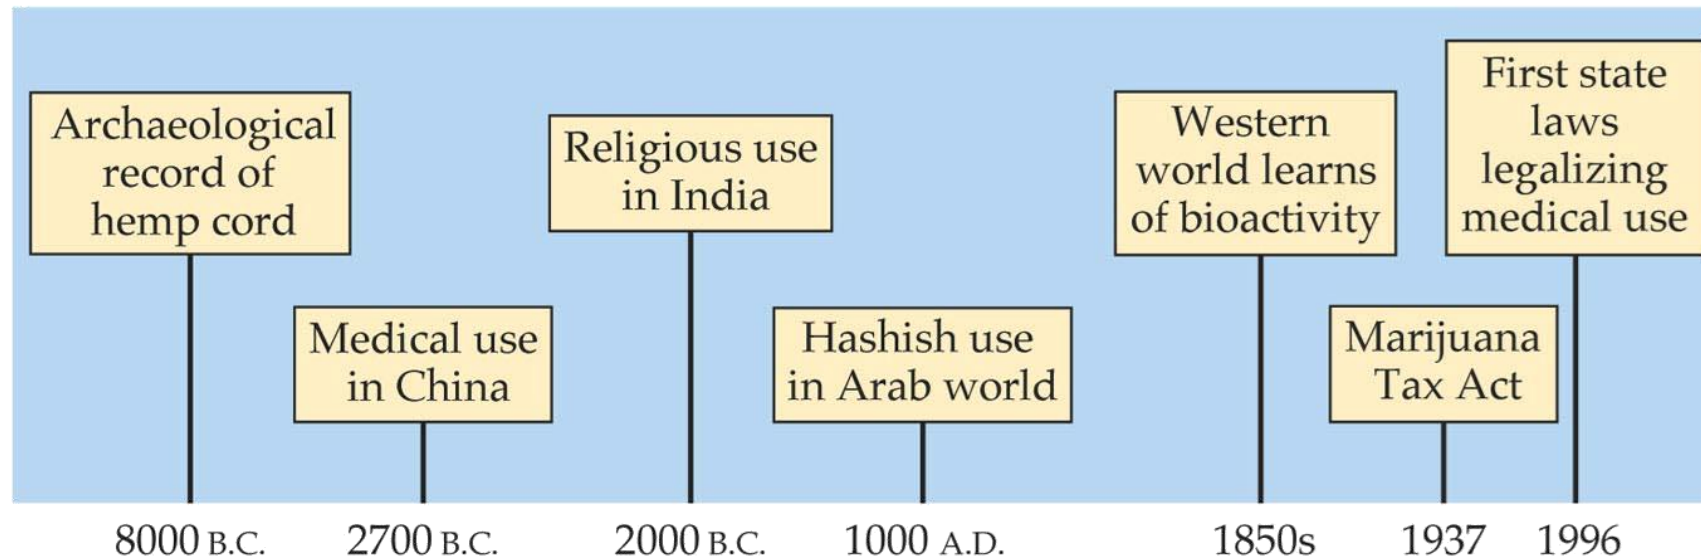 Archaeological
record of
hemp cord
Medical use
in China
Religious use
in India
Hashish use
in Arab world
Western
world learns
of bioactivity
Marijuana
Tax Act
First state
laws
legalizing
medical use
8000 B.C. 2700 B.C. 2000 B.C. 1000 A.D. 1850s 1937 1996